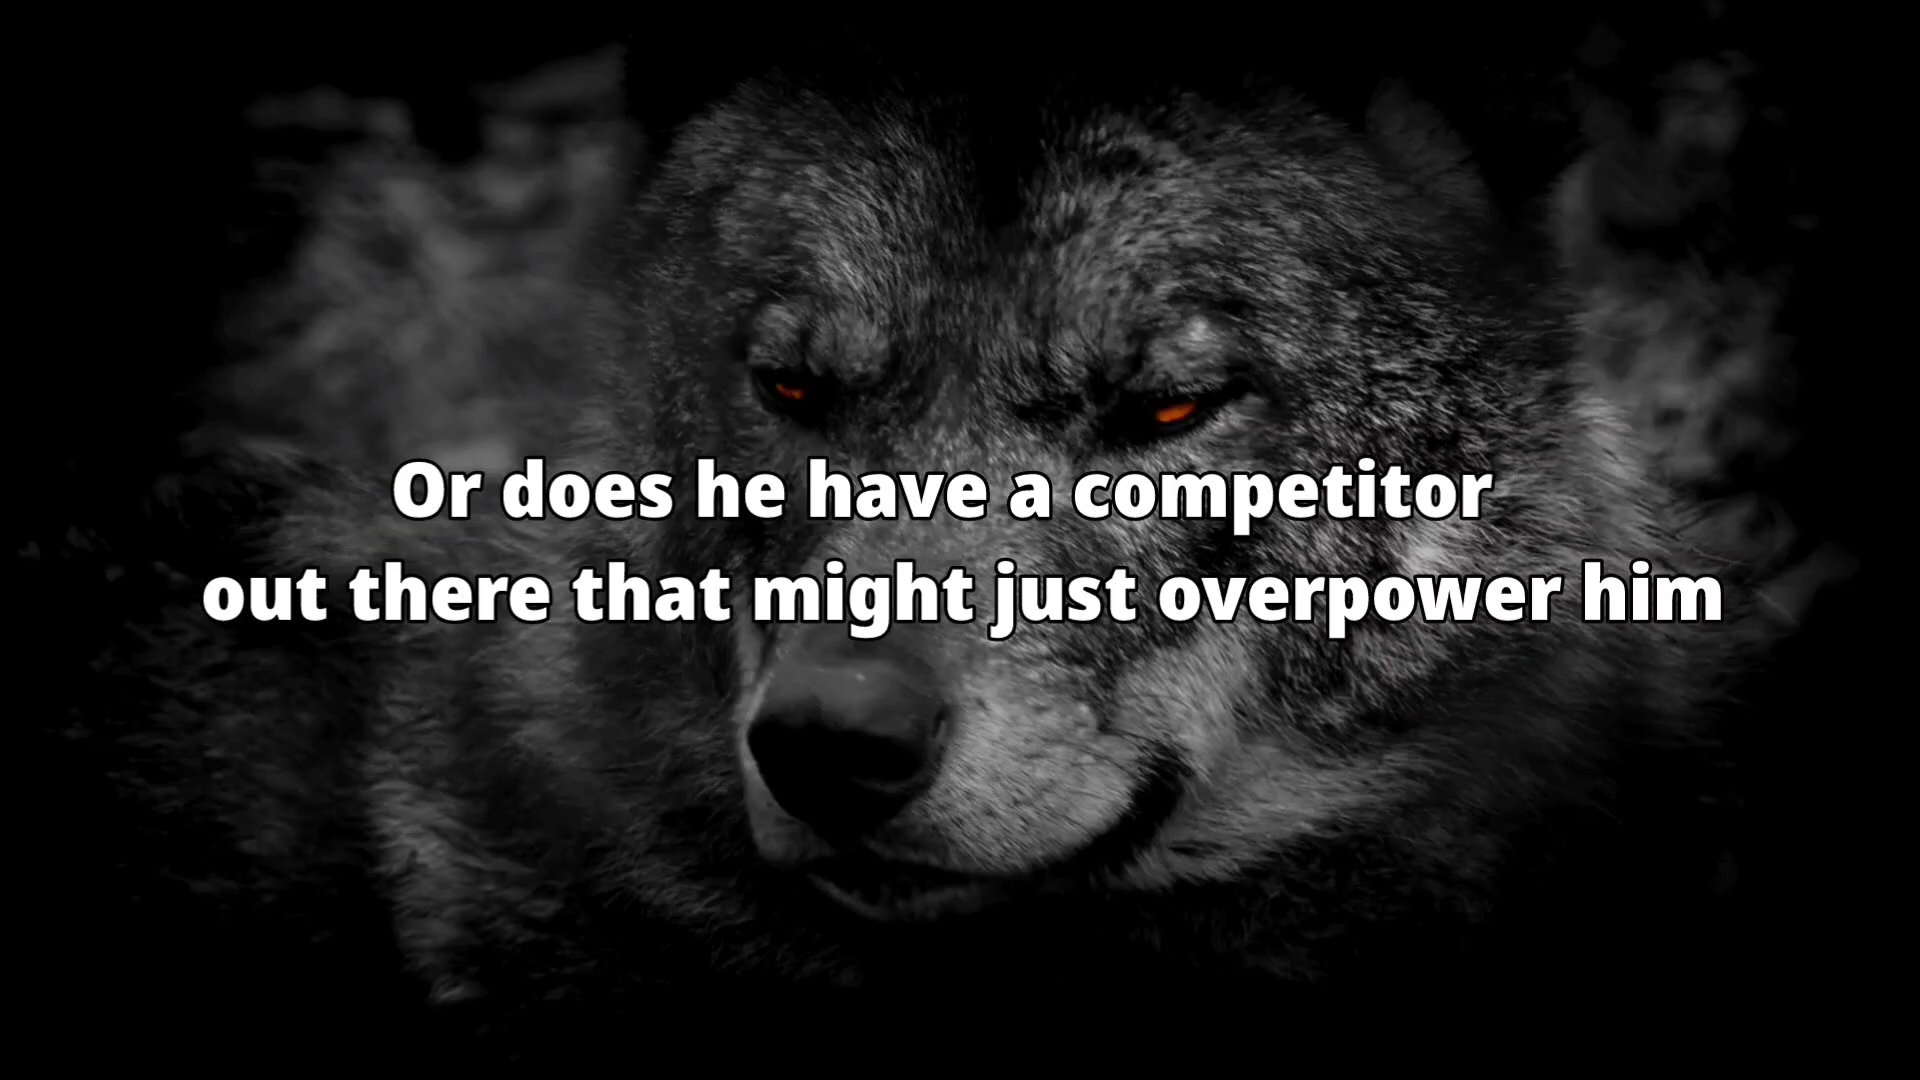 Or does he have a competitor
out there that might just overpower him